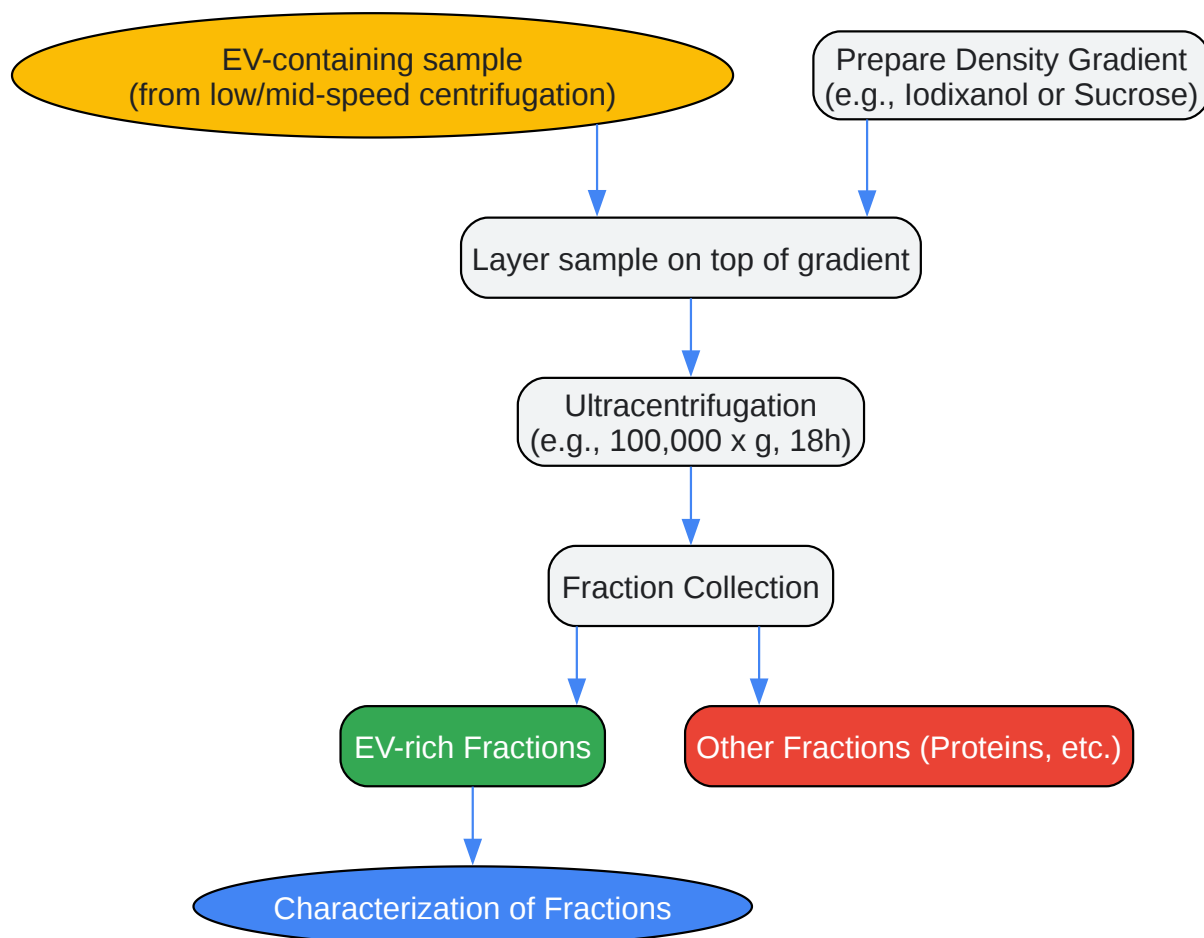 EV-containing sample
(from low/mid-speed centrifugation)
Prepare Density Gradient
(e.g., Iodixanol or Sucrose)
Layer sample on top of gradient
Ultracentrifugation
(e.g., 100,000 x g, 18h)
Fraction Collection
EV-rich Fractions
Other Fractions (Proteins, etc.)
Characterization of Fractions